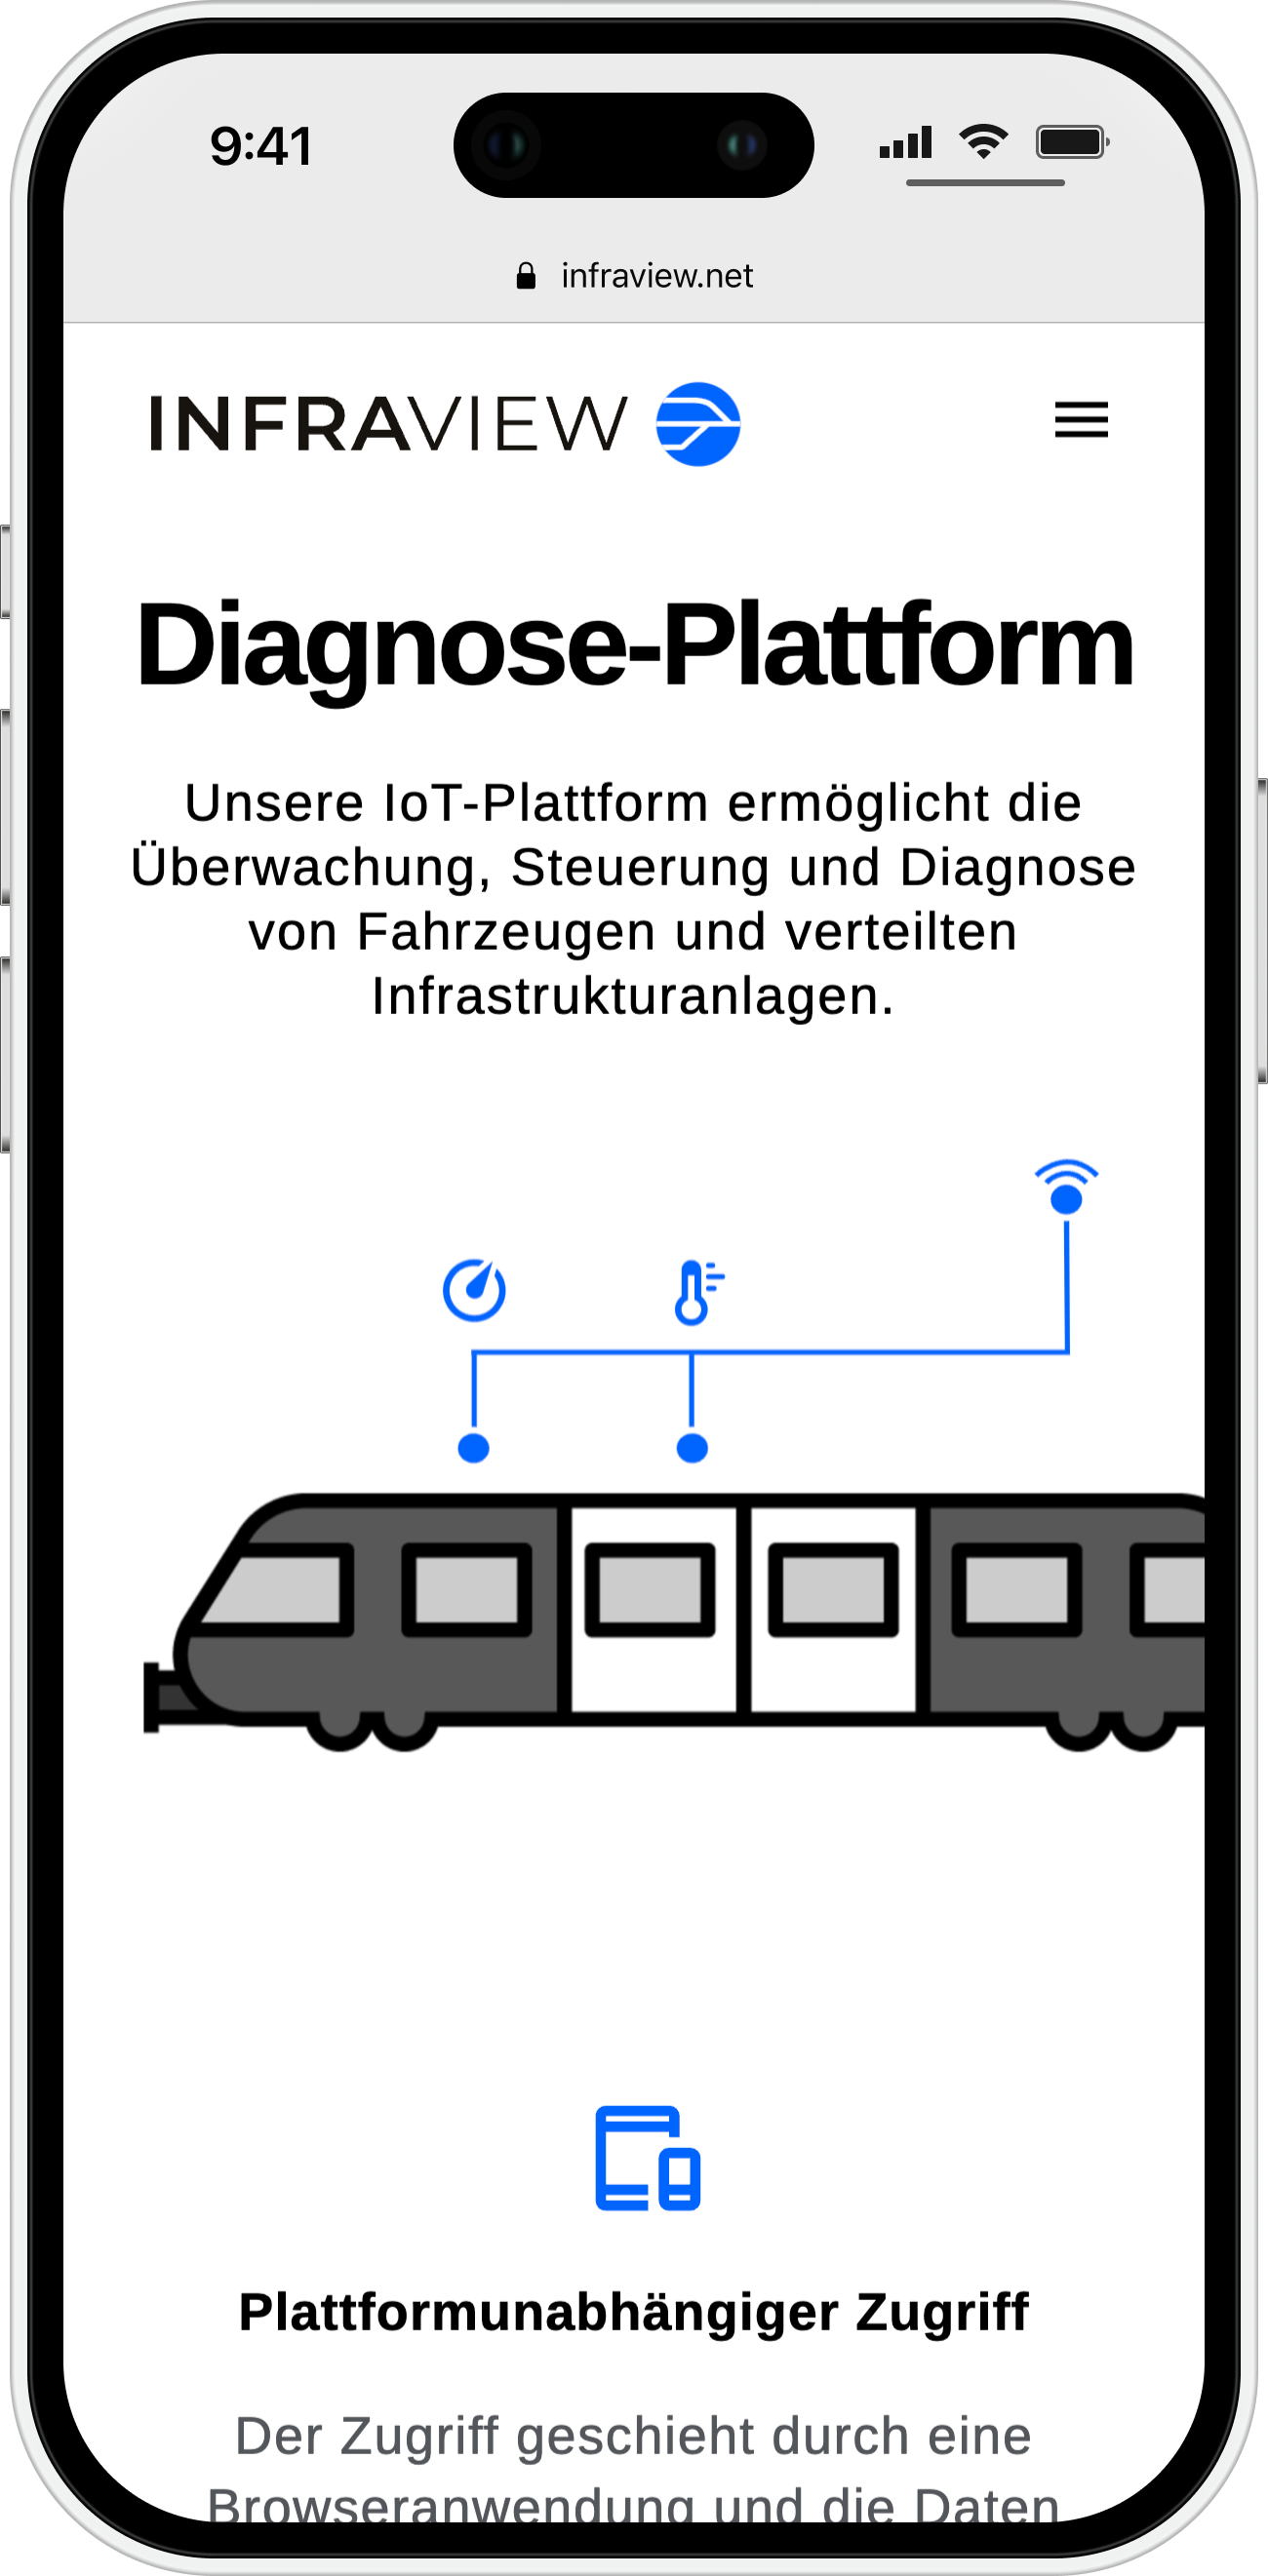 9:41
infraview.net
INFRAVIEW
Diagnose-Plattform
Unsere IoT-Plattform ermöglicht die
Überwachung, Steuerung und Diagnose
von Fahrzeugen und verteilten
Infrastrukturanlagen.
Plattformunabhängiger Zugriff
Der Zugriff geschieht durch eine
Browseranwendung und die Daten